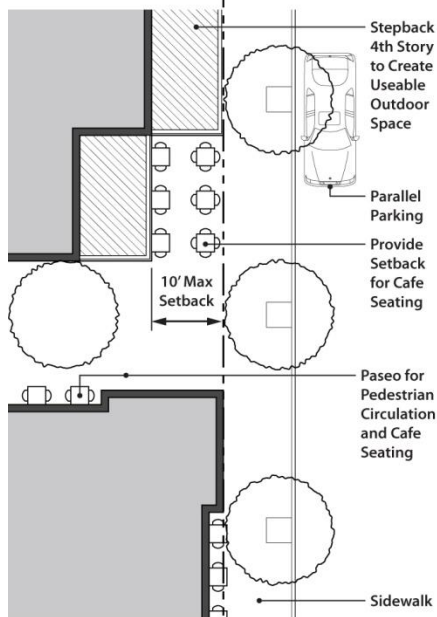 Stepback
4th Story
to Create
Useable
Outdoor
Space
Parallel
Parking
Provide
Setback
for Cafe
Seating
10' Max
Setback
Paseo for
Pedestrian
Circulation
and Cafe
Seating
Sidewalk